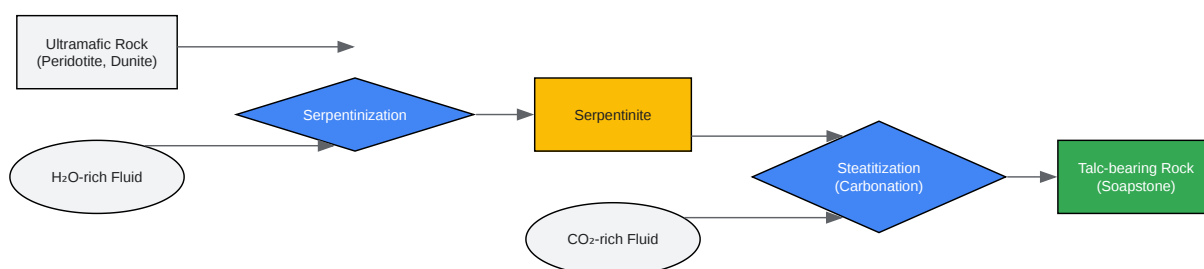 Ultramafic Rock
(Peridotite, Dunite)
Serpentinization
H₂O-rich Fluid
Serpentinite
Steatitization
(Carbonation)
CO₂-rich Fluid
Talc-bearing Rock
(Soapstone)